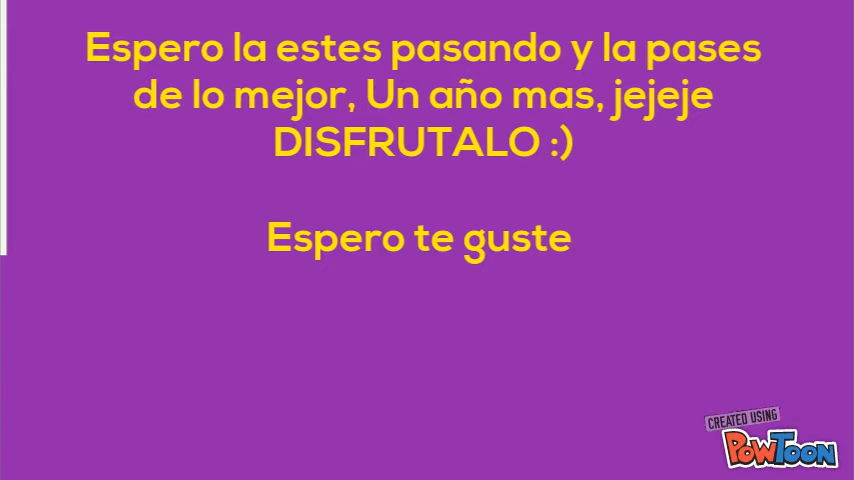 Espero la estes pasando y la pases
de lo mejor, Un año mas, jejeje
DISFRUTALO :)
Espero te guste
CREATED USING
PowToon